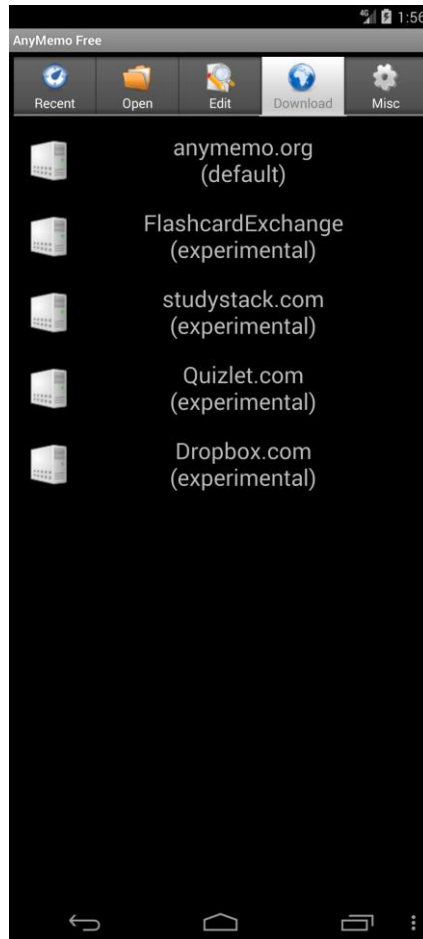 4G 1:56
AnyMemo Free
Recent Open Edit Download Misc
anymemo.org
(default)
FlashcardExchange
(experimental)
studystack.com
(experimental)
Quizlet.com
(experimental)
Dropbox.com
(experimental)